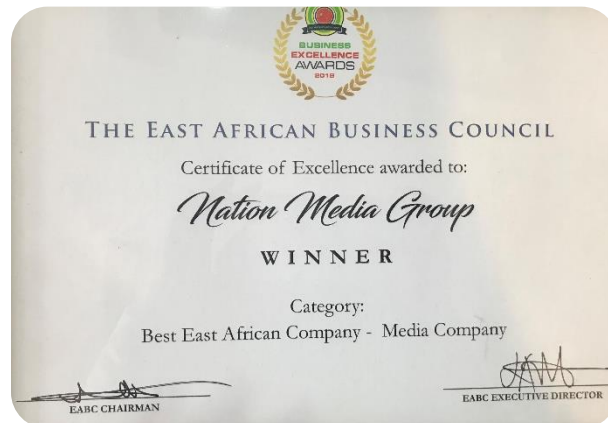 BUSINESS
EXCELLENCE
AWARDS
2018
THE EAST AFRICAN BUSINESS COUNCIL
Certificate of Excellence awarded to:
Nation Media Group
WINNER
Category:
Best East African Company - Media Company
EABC CHAIRMAN
EABC EXECUTIVE DIRECTOR